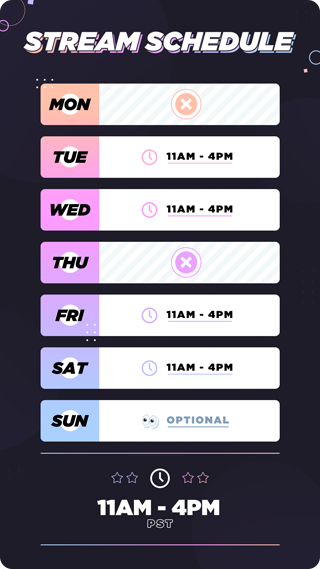 STREAM SCHEDULE
MON
TUE 11AM - 4PM
WED 11AM - 4PM
THU
FRI 11AM - 4PM
SAT 11AM - 4PM
SUN OPTIONAL
11AM - 4PM
PST